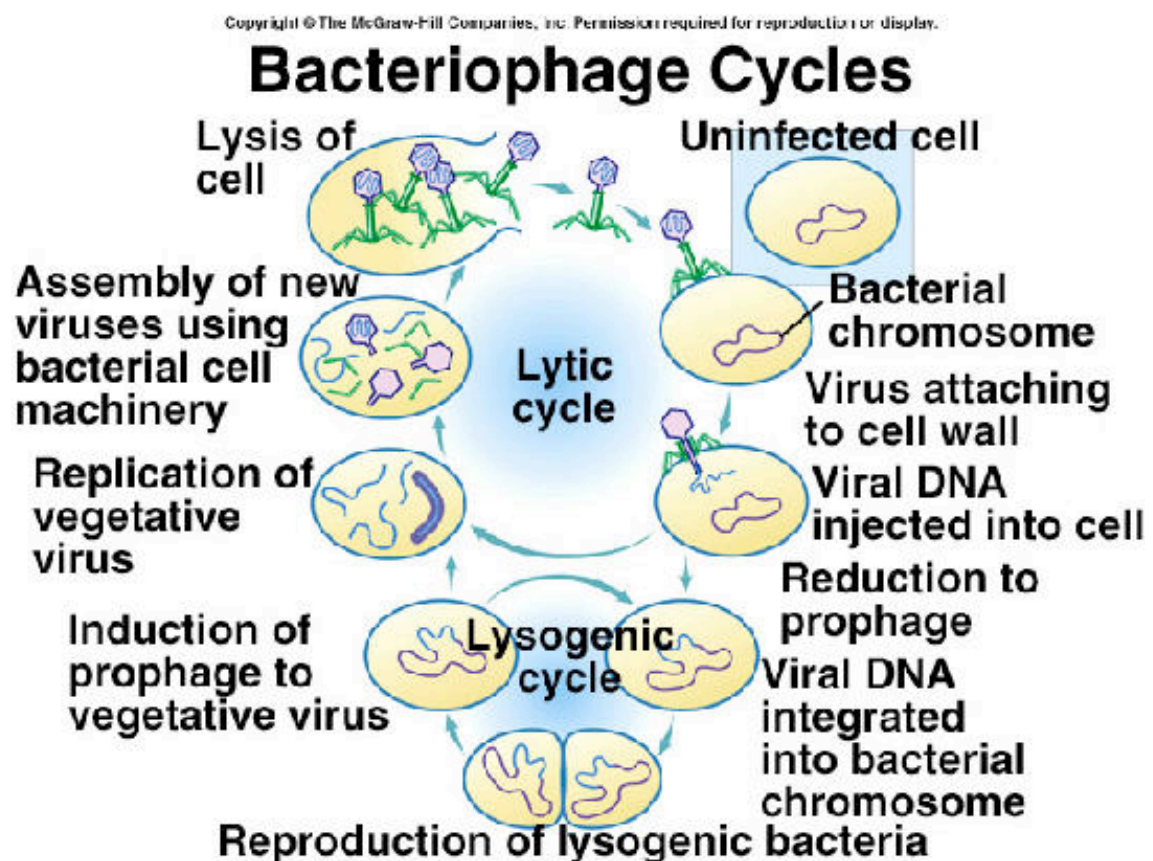 Copyright © The McGraw-Hill Companies, Inc. Permission required for reproduction or display.
Bacteriophage Cycles
Lysis of
cell
Uninfected cell
Assembly of new
viruses using
bacterial cell
machinery
Bacterial
chromosome
Lytic
cycle
Virus attaching
to cell wall
Replication of
vegetative
virus
Viral DNA
injected into cell
Reduction to
prophage
Induction of
prophage to
vegetative virus
Lysogenic
cycle
Viral DNA
integrated
into bacterial
chromosome
Reproduction of lysogenic bacteria